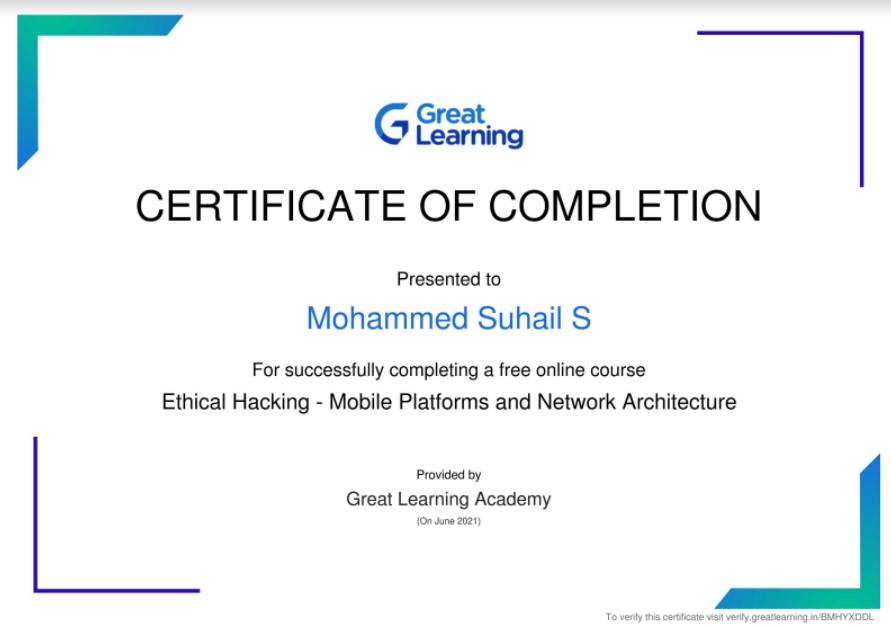 Great
Learning
CERTIFICATE OF COMPLETION
Presented to
Mohammed Suhail S
For successfully completing a free online course
Ethical Hacking - Mobile Platforms and Network Architecture
Provided by
Great Learning Academy
(On June 2021)
To verify this certificate visit verify.greatlearning.in/BMHYXDDL